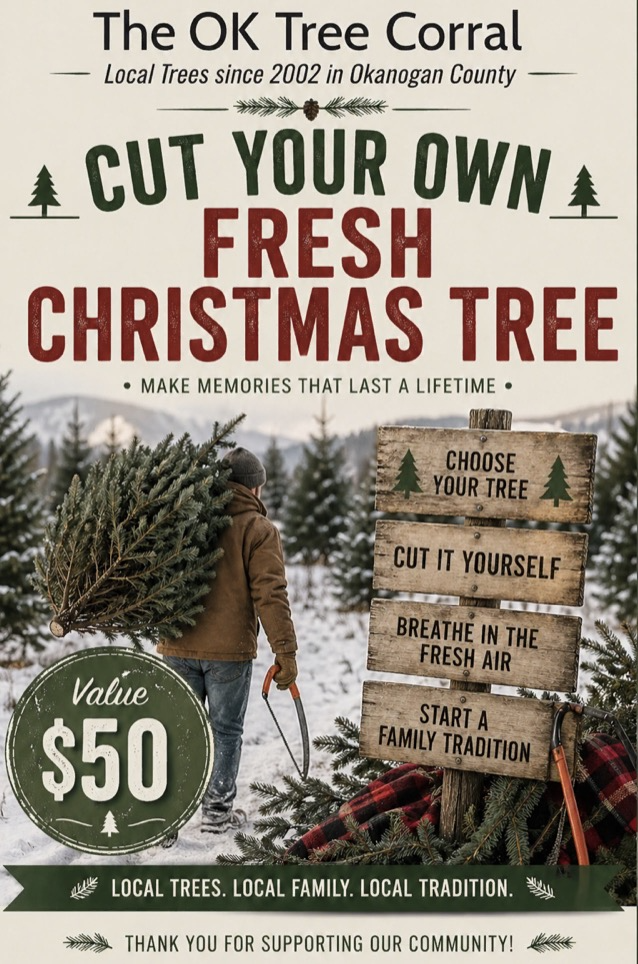 The OK Tree Corral
Local Trees since 2002 in Okanogan County
CUT YOUR OWN
FRESH
CHRISTMAS TREE
• MAKE MEMORIES THAT LAST A LIFETIME •
CHOOSE
YOUR TREE
CUT IT YOURSELF
BREATHE IN THE
FRESH AIR
START A
FAMILY TRADITION
Value
$50
LOCAL TREES. LOCAL FAMILY. LOCAL TRADITION.
THANK YOU FOR SUPPORTING OUR COMMUNITY!